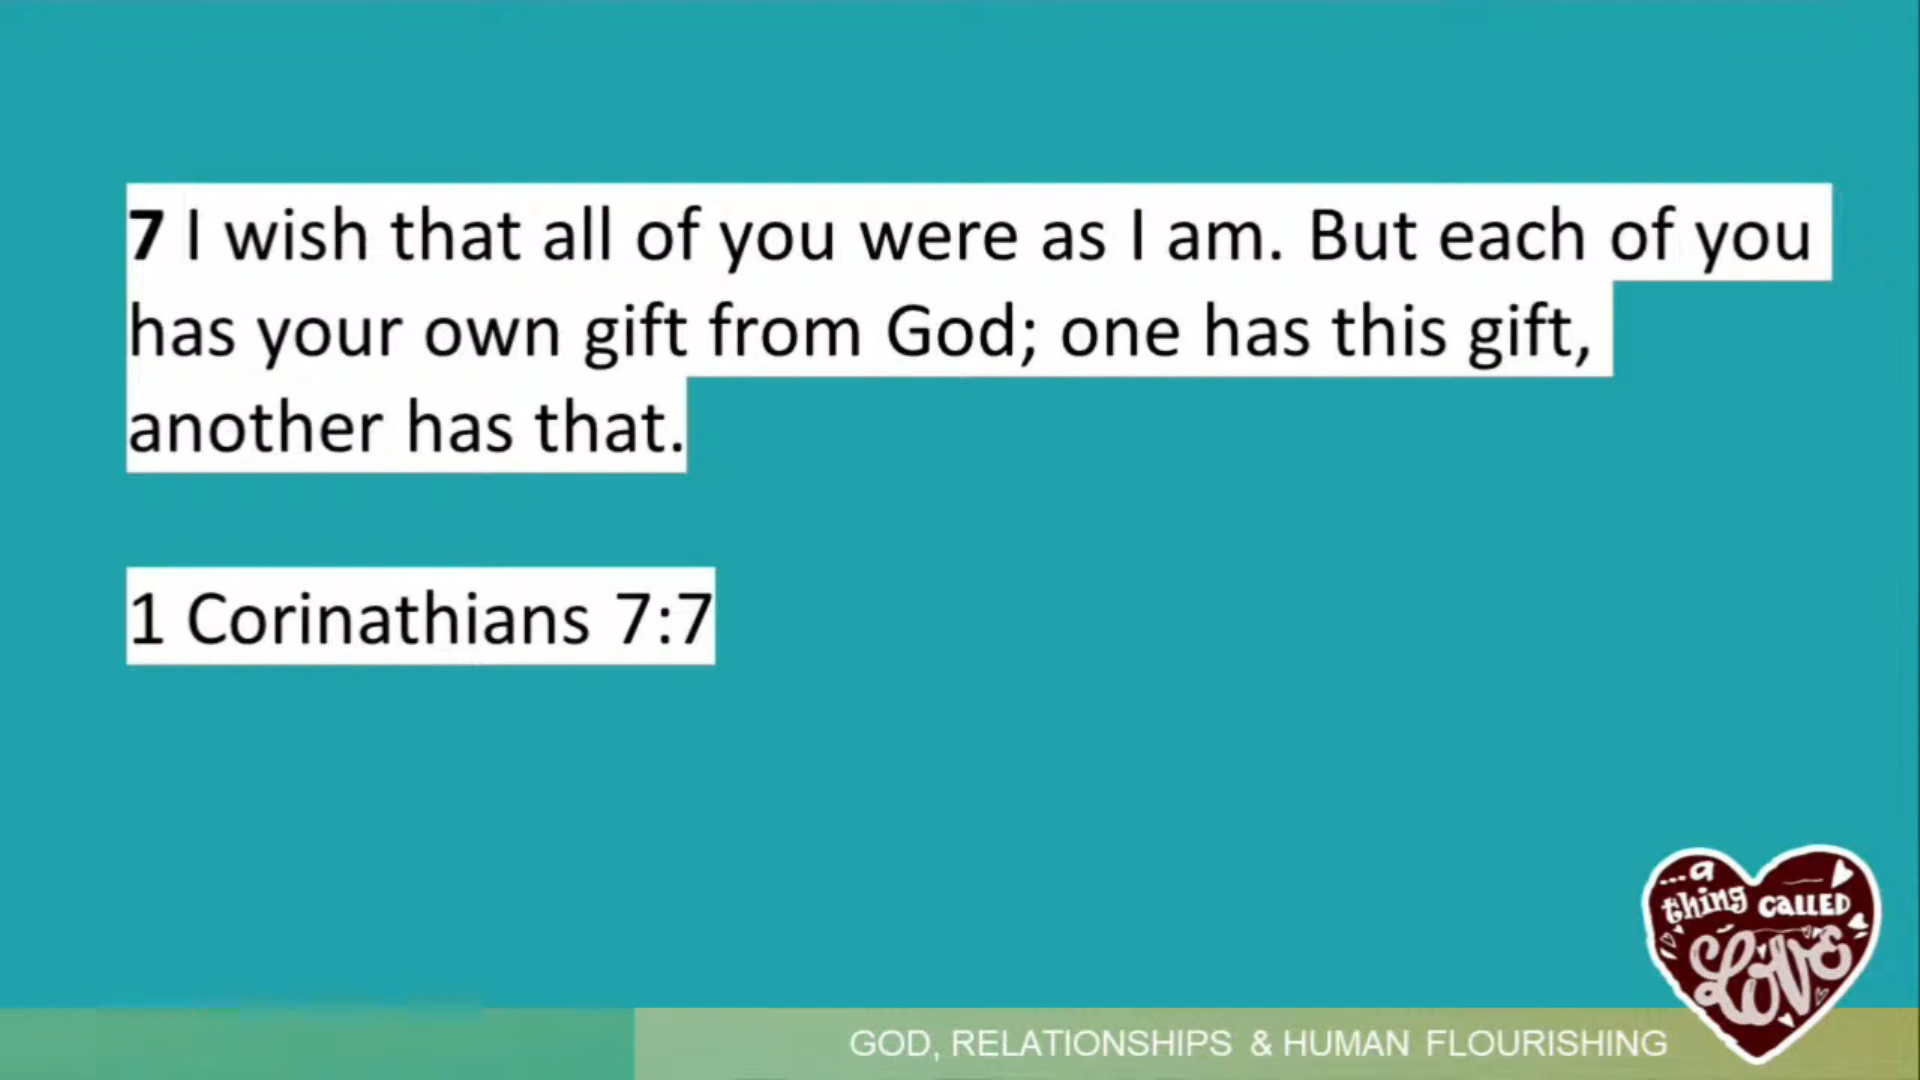 7 I wish that all of you were as I am. But each of you
has your own gift from God; one has this gift,
another has that.
1 Corinathians 7:7
...a
thing CALLED
LOVE
GOD, RELATIONSHIPS & HUMAN FLOURISHING